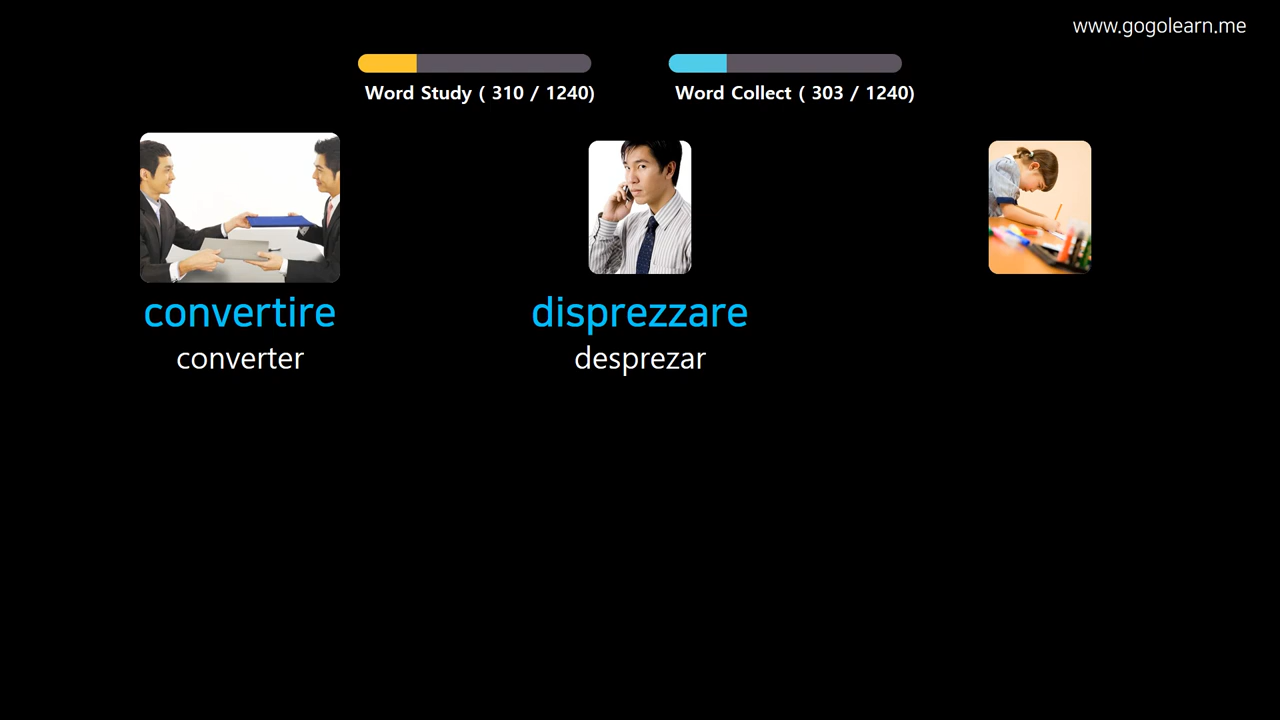 www.gogolearn.me
Word Study ( 310 / 1240)
Word Collect ( 303 / 1240)
convertire
converter
disprezzare
desprezar